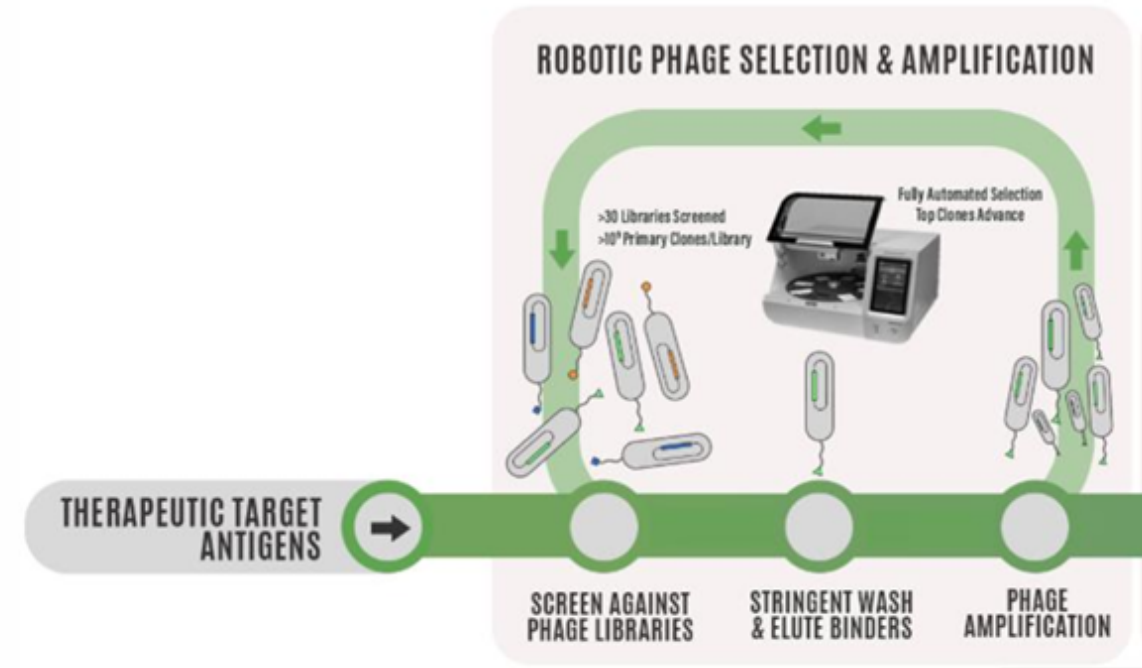 ROBOTIC PHAGE SELECTION & AMPLIFICATION
>30 Libraries Screened
>10⁹ Primary Clones/Library
Fully Automated Selection
Top Clones Advance
THERAPEUTIC TARGET
ANTIGENS
SCREEN AGAINST
PHAGE LIBRARIES
STRINGENT WASH
& ELUTE BINDERS
PHAGE
AMPLIFICATION